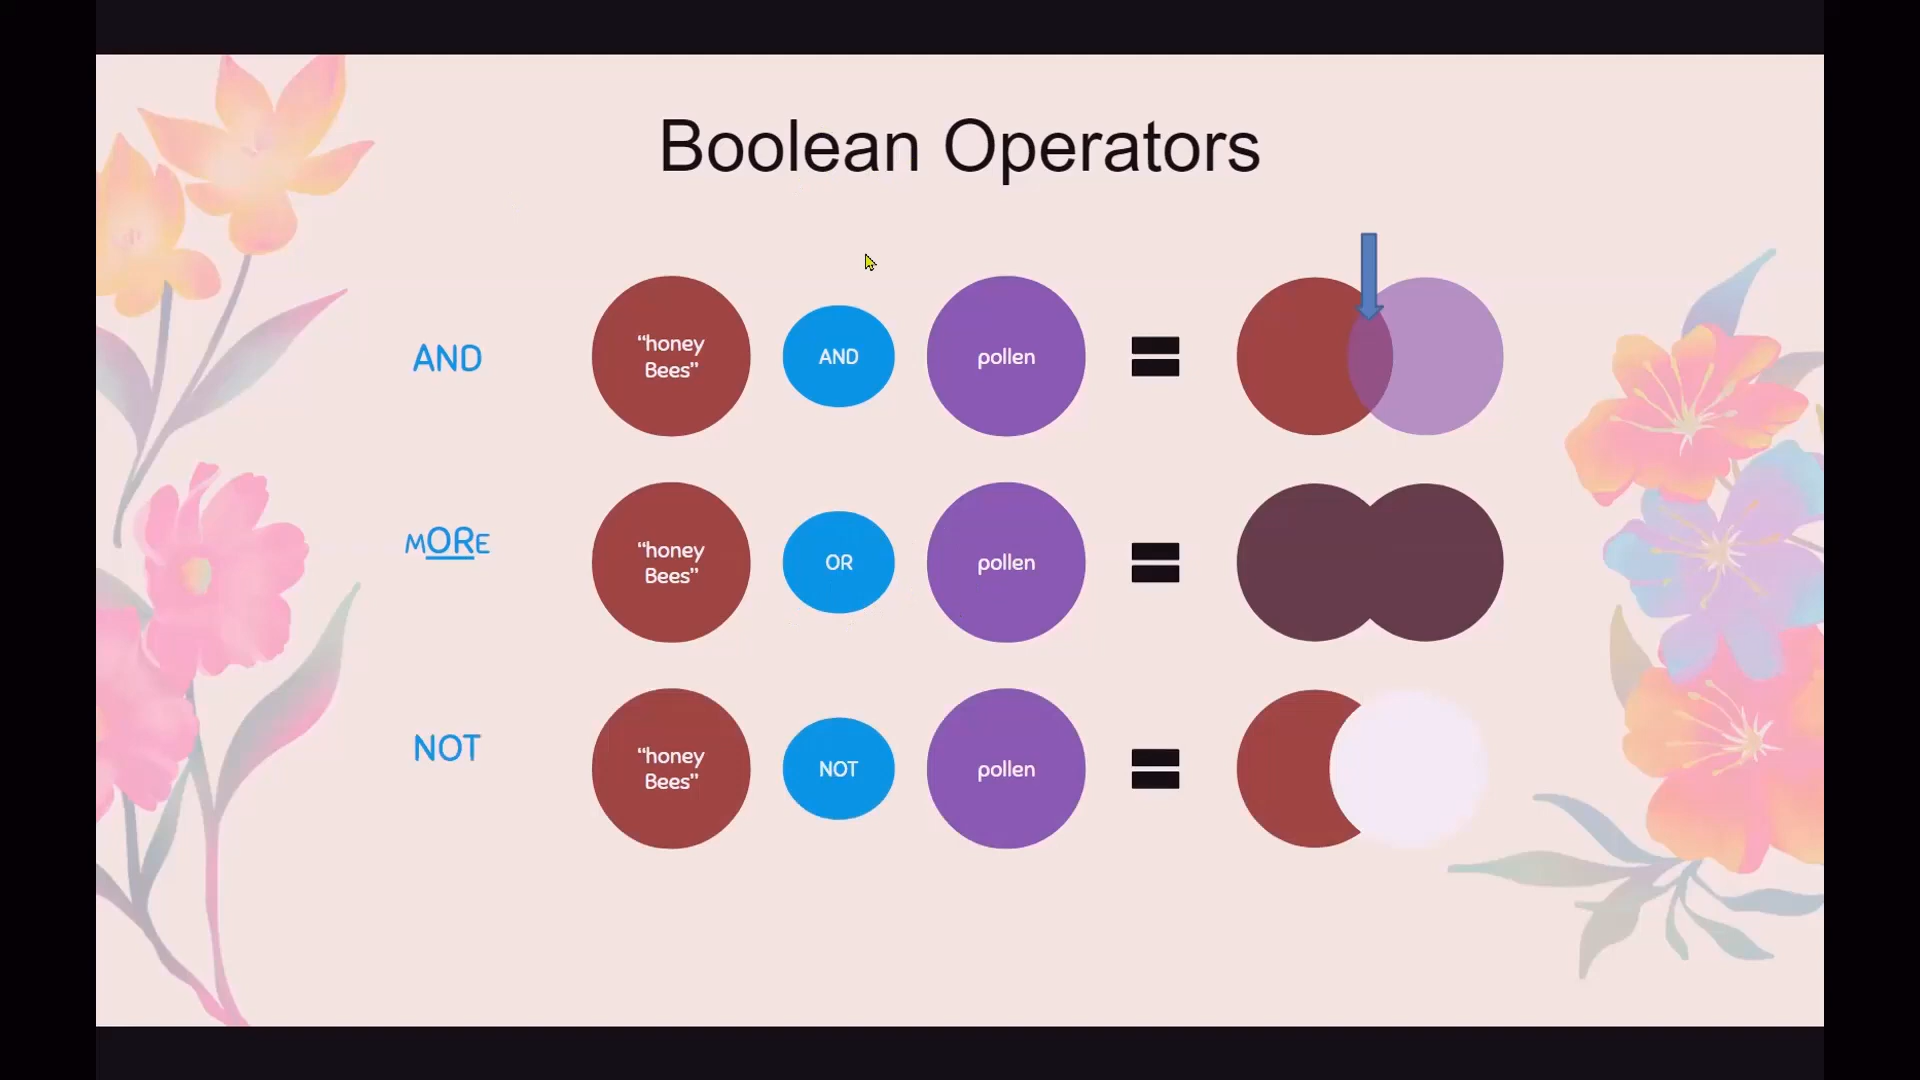 Boolean Operators
AND
“honey
Bees”
AND
pollen
MORE
“honey
Bees”
OR
pollen
NOT
“honey
Bees”
NOT
pollen